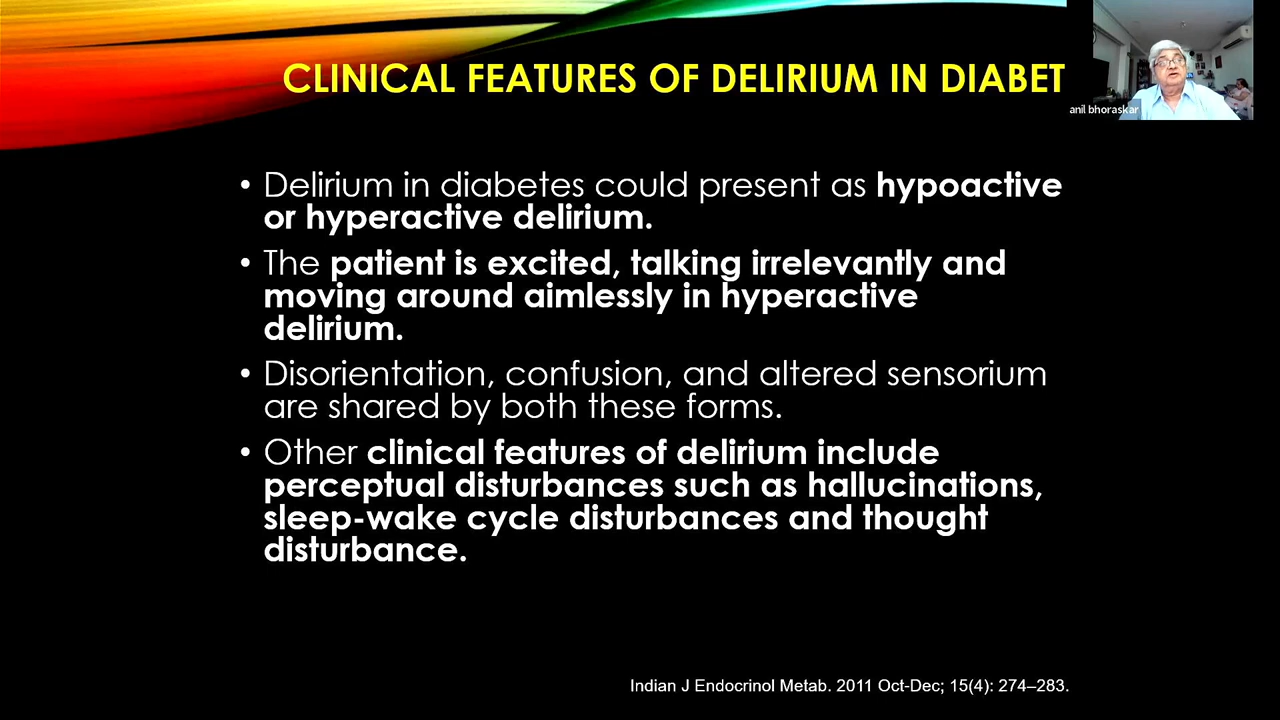 CLINICAL FEATURES OF DELIRIUM IN DIABET
anil bhoraskar
• Delirium in diabetes could present as hypoactive
or hyperactive delirium.
• The patient is excited, talking irrelevantly and
moving around aimlessly in hyperactive
delirium.
• Disorientation, confusion, and altered sensorium
are shared by both these forms.
• Other clinical features of delirium include
perceptual disturbances such as hallucinations,
sleep-wake cycle disturbances and thought
disturbance.
Indian J Endocrinol Metab. 2011 Oct-Dec; 15(4): 274–283.